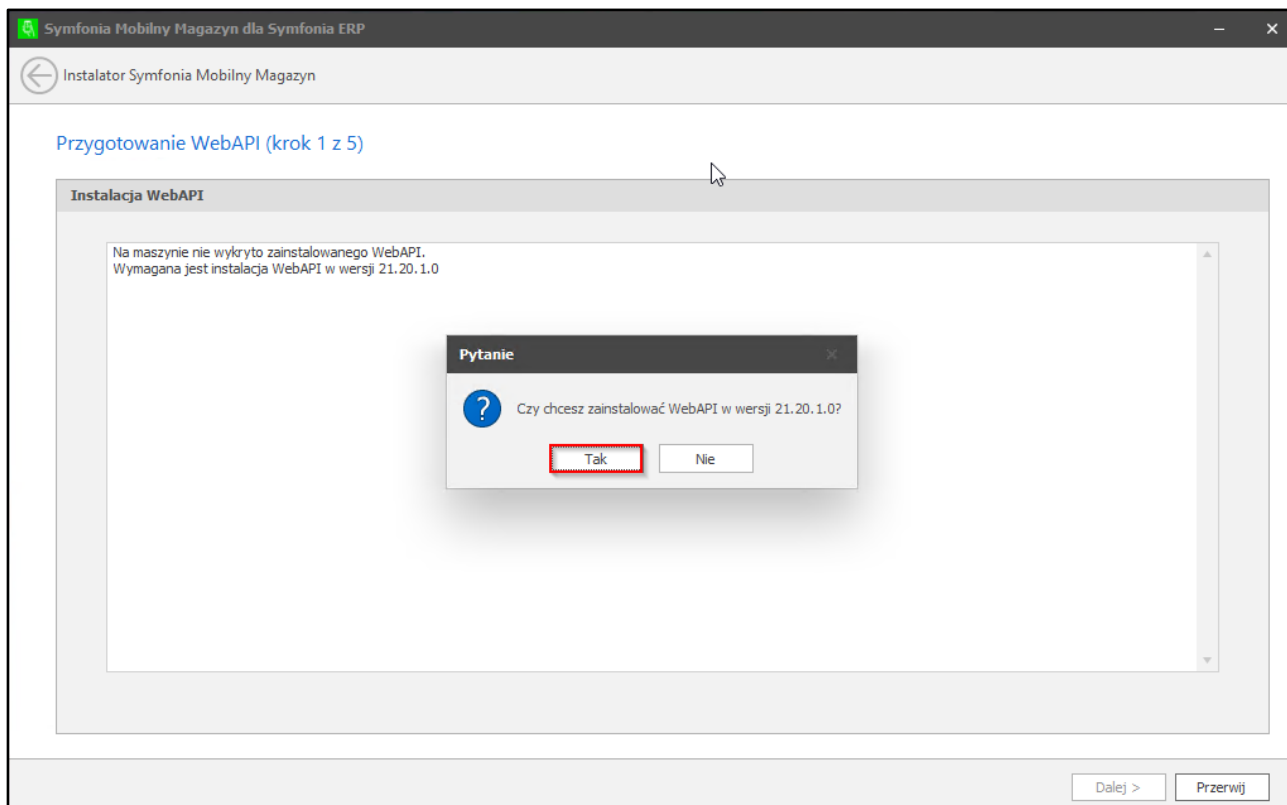 Symfonia Mobilny Magazyn dla Symfonia ERP
Instalator Symfonia Mobilny Magazyn
Przygotowanie WebAPI (krok 1 z 5)
Instalacja WebAPI
Na maszynie nie wykryto zainstalowanego WebAPI.
Wymagana jest instalacja WebAPI w wersji 21.20.1.0
Pytanie
Czy chcesz zainstalować WebAPI w wersji 21.20.1.0?
Tak
Nie
Dalej >
Przerwij